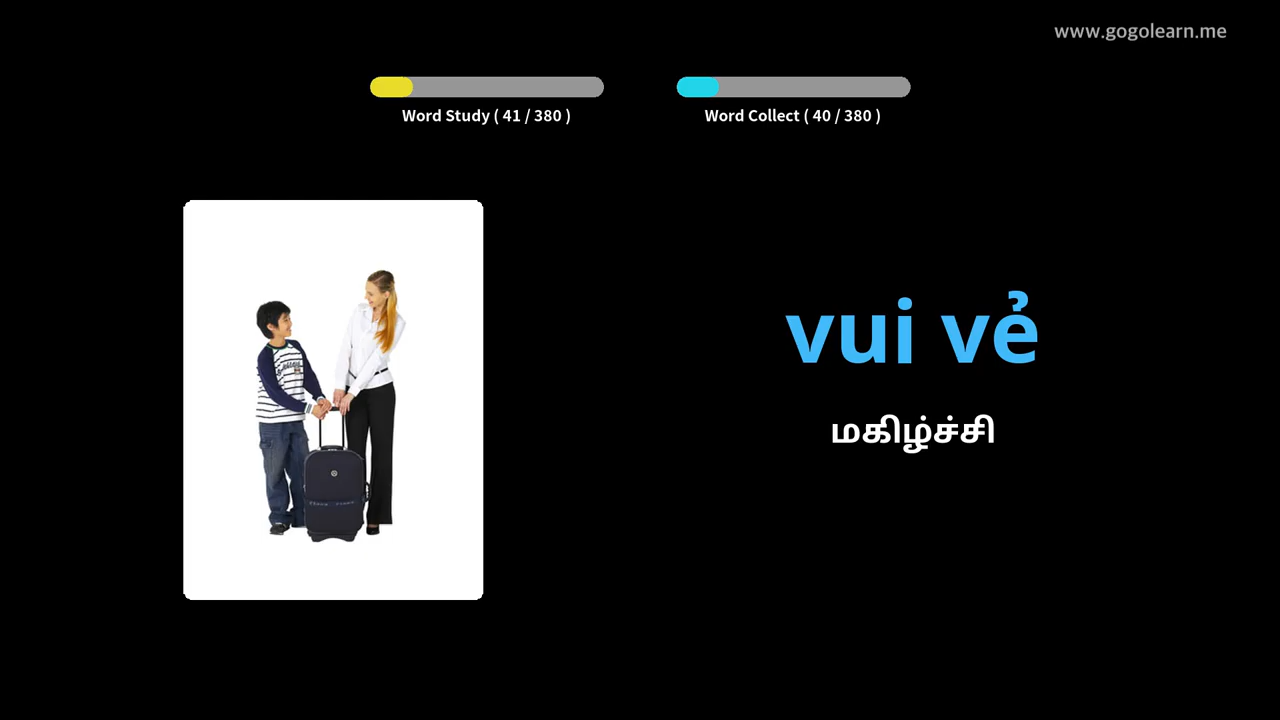 www.gogolearn.me
Word Study ( 41 / 380 )
Word Collect ( 40 / 380 )
vui vẻ
மகிழ்ச்சி